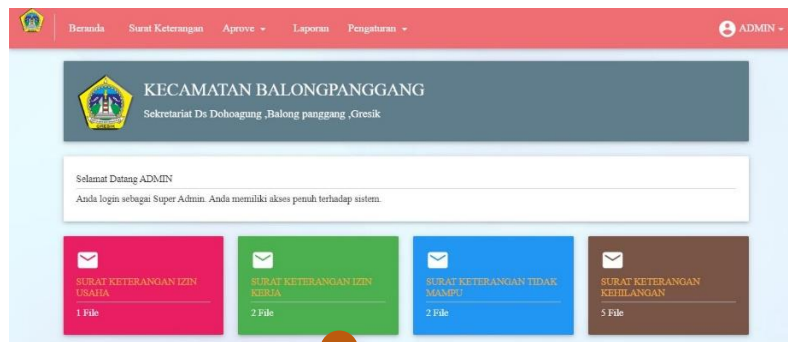 Beranda Surat Keterangan Aprove Laporan Pengaturan ADMIN
KECAMATAN BALONGPANGGANG
Sekretariat Ds Dohoagung ,Balong panggang ,Gresik
Selamat Datang ADMIN
Anda login sebagai Super Admin. Anda memiliki akses penuh terhadap sistem.
SURAT KETERANGAN IZIN
USAHA
1 File
SURAT KETERANGAN IZIN
KERJA
2 File
SURAT KETERANGAN TIDAK
MAMPU
2 File
SURAT KETERANGAN
KEHILANGAN
5 File